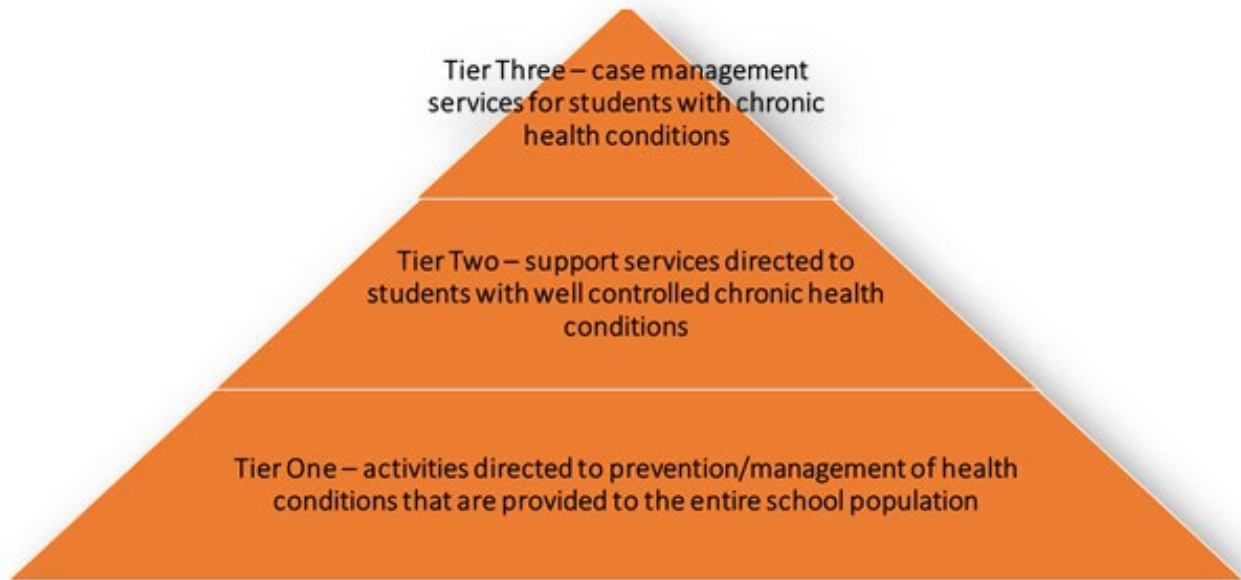 Tier Three – case management
services for students with chronic
health conditions
Tier Two – support services directed to
students with well controlled chronic health
conditions
Tier One – activities directed to prevention/management of health
conditions that are provided to the entire school population